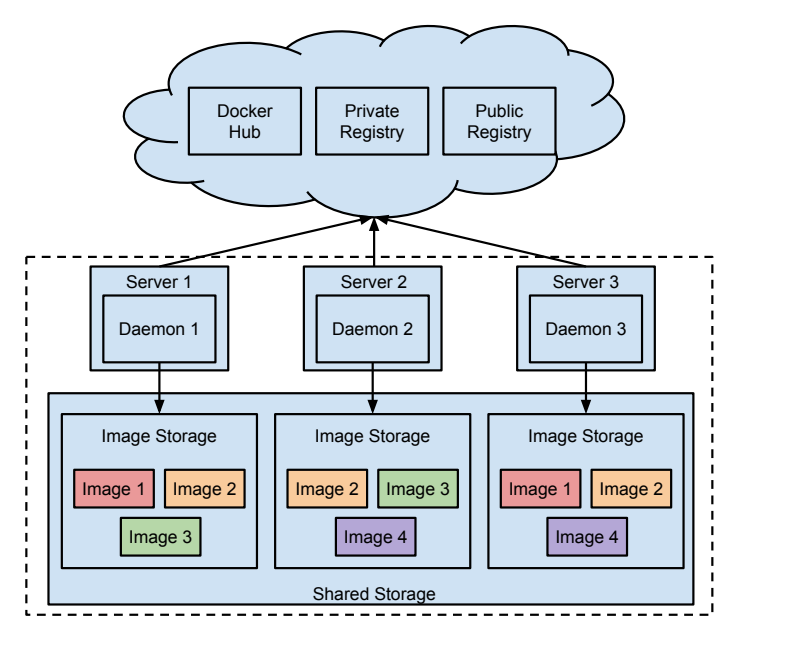 Docker
Hub
Private
Registry
Public
Registry
Server 1
Server 2
Server 3
Daemon 1
Daemon 2
Daemon 3
Image Storage
Image Storage
Image Storage
Image 1
Image 2
Image 2
Image 3
Image 1
Image 2
Image 3
Image 4
Image 4
Shared Storage